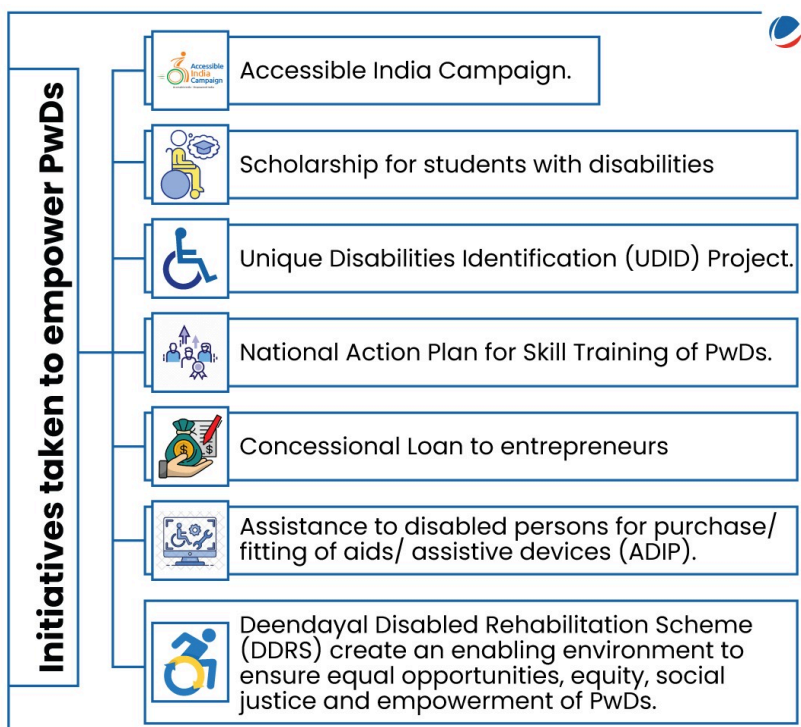 Initiatives taken to empower PwDs
Accessible
India
Campaign
Accessible India Campaign.
Scholarship for students with disabilities
Unique Disabilities Identification (UDID) Project.
National Action Plan for Skill Training of PwDs.
Concessional Loan to entrepreneurs
Assistance to disabled persons for purchase/
fitting of aids/ assistive devices (ADIP).
Deendayal Disabled Rehabilitation Scheme
(DDRS) create an enabling environment to
ensure equal opportunities, equity, social
justice and empowerment of PwDs.